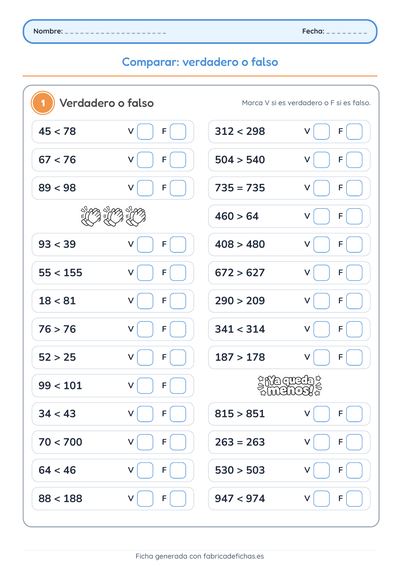 Nombre: Fecha:
Comparar: verdadero o falso
1 Verdadero o falso Marca V si es verdadero o F si es falso.
45 < 78 V F
67 < 76 V F
89 < 98 V F
93 < 39 V F
55 < 155 V F
18 < 81 V F
76 > 76 V F
52 > 25 V F
99 < 101 V F
34 < 43 V F
70 < 700 V F
64 < 46 V F
88 < 188 V F
312 < 298 V F
504 > 540 V F
735 = 735 V F
460 > 64 V F
408 > 480 V F
672 > 627 V F
290 > 209 V F
341 > 314 V F
187 > 178 V F
¡Ya queda
menos!
815 > 851 V F
263 = 263 V F
530 > 503 V F
947 < 974 V F
Ficha generada con fabricadefichas.es